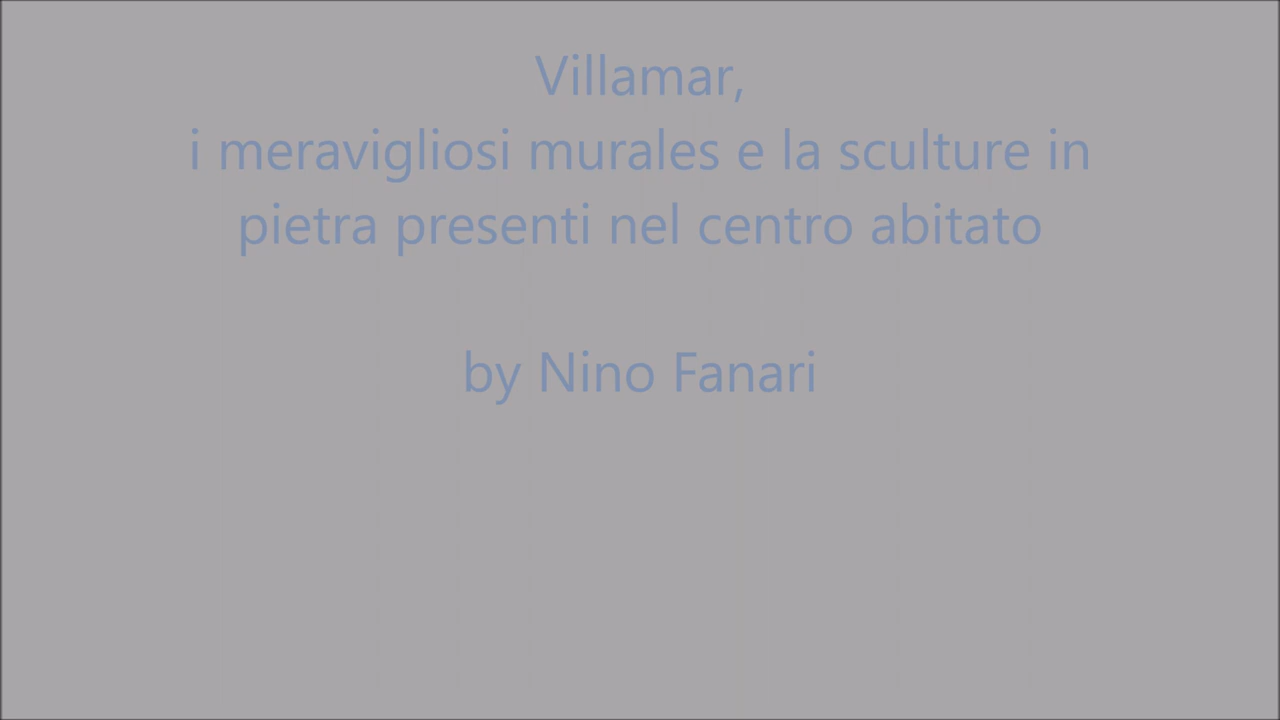 Villamar,
i meravigliosi murales e la sculture in
pietra presenti nel centro abitato
by Nino Fanari